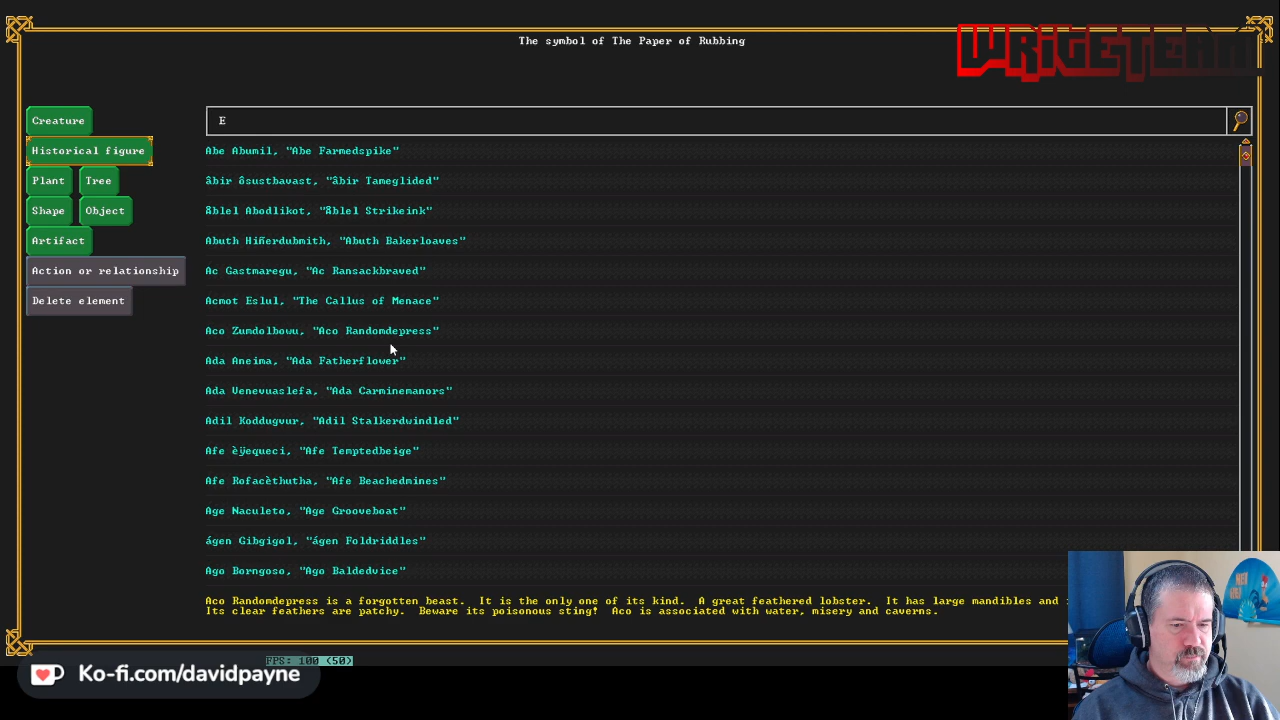 The symbol of The Paper of Rubbing
WRiGETEAM
Creature
E
Historical figure
Plant
Tree
Shape
Object
Artifact
Action or relationship
Delete element
Abe Abumil, "Abe Farmedspike"
âbir ôsustbavast, "âbir Tameglided"
Åblel Abodlikot, "Åblel Strikeink"
Abuth Hiñerdubmith, "Abuth Bakerloaves"
Ac Gastmaregu, "Ac Ransackbraved"
Acmot Eslul, "The Callus of Menace"
Aco Zumdolbowu, "Aco Randomdepress"
Ada Aneima, "Ada Fatherflower"
Ada Venevuaslefa, "Ada Carminemanors"
Adil Koddugvur, "Adil Stalkerdwindled"
Afe èÿequeci, "Afe Temptedbeige"
Afe Rofacèthutha, "Afe Beachedmines"
Age Naculeto, "Age Grooveboat"
ágen Gibgigol, "ágen Foldriddles"
Ago Borngoso, "Ago Baldedvice"
Aco Randomdepress is a forgotten beast. It is the only one of its kind. A great feathered lobster. It has large mandibles and
Its clear feathers are patchy. Beware its poisonous sting! Aco is associated with water, misery and caverns.
FPS: 100 (50)
Ko-fi.com/davidpayne